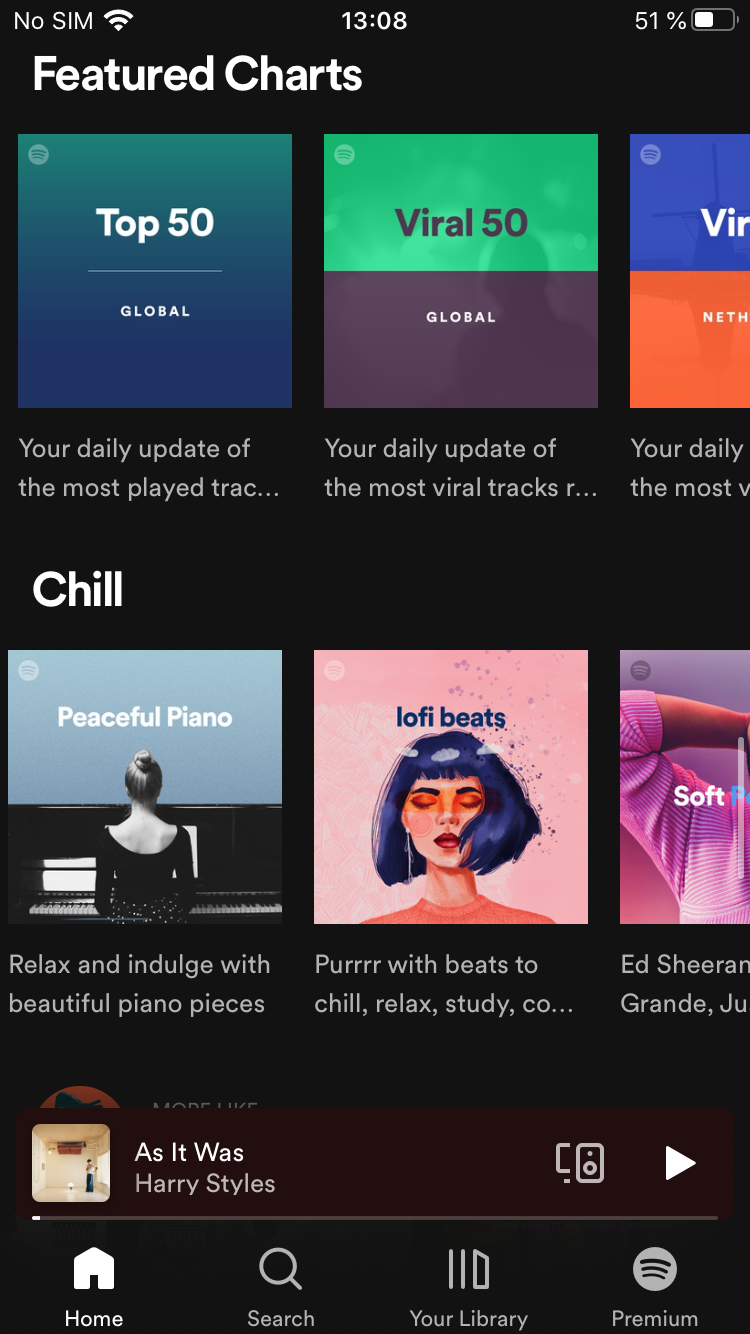 No SIM 13:08 51 %
Featured Charts
Top 50
GLOBAL
Viral 50
GLOBAL
Vir
NETH
Your daily update of
the most played trac...
Your daily update of
the most viral tracks r...
Your daily
the most v
Chill
Peaceful Piano
lofi beats
Soft
Relax and indulge with
beautiful piano pieces
Purrrr with beats to
chill, relax, study, co...
Ed Sheeran
Grande, Ju
MORE LIKE
As It Was
Harry Styles
Home Search Your Library Premium